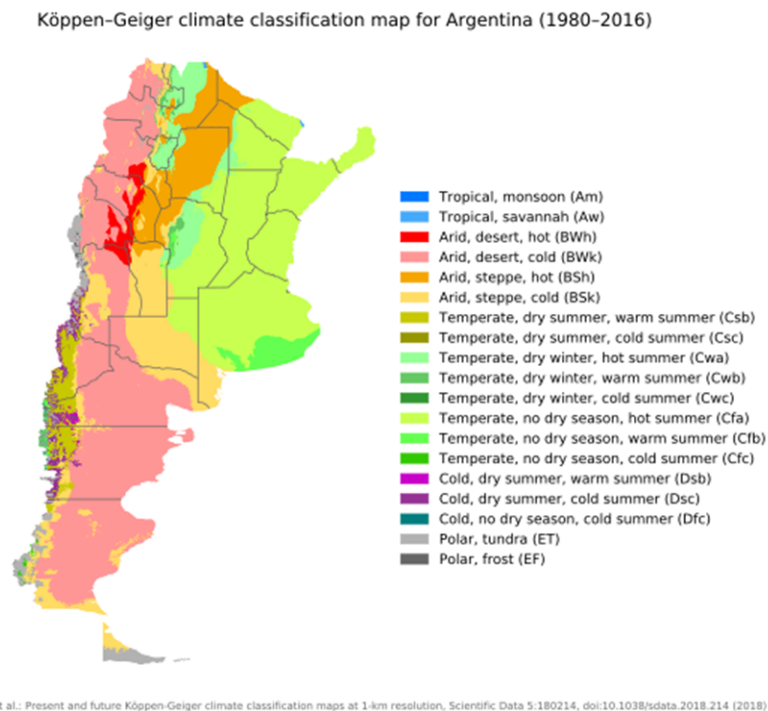 Köppen–Geiger climate classification map for Argentina (1980–2016)
Tropical, monsoon (Am)
Tropical, savannah (Aw)
Arid, desert, hot (BWh)
Arid, desert, cold (BWk)
Arid, steppe, hot (BSh)
Arid, steppe, cold (BSk)
Temperate, dry summer, warm summer (Csb)
Temperate, dry summer, cold summer (Csc)
Temperate, dry winter, hot summer (Cwa)
Temperate, dry winter, warm summer (Cwb)
Temperate, dry winter, cold summer (Cwc)
Temperate, no dry season, hot summer (Cfa)
Temperate, no dry season, warm summer (Cfb)
Temperate, no dry season, cold summer (Cfc)
Cold, dry summer, warm summer (Dsb)
Cold, dry summer, cold summer (Dsc)
Cold, no dry season, cold summer (Dfc)
Polar, tundra (ET)
Polar, frost (EF)
t al.: Present and future Köppen-Geiger climate classification maps at 1-km resolution, Scientific Data 5:180214, doi:10.1038/sdata.2018.214 (2018)